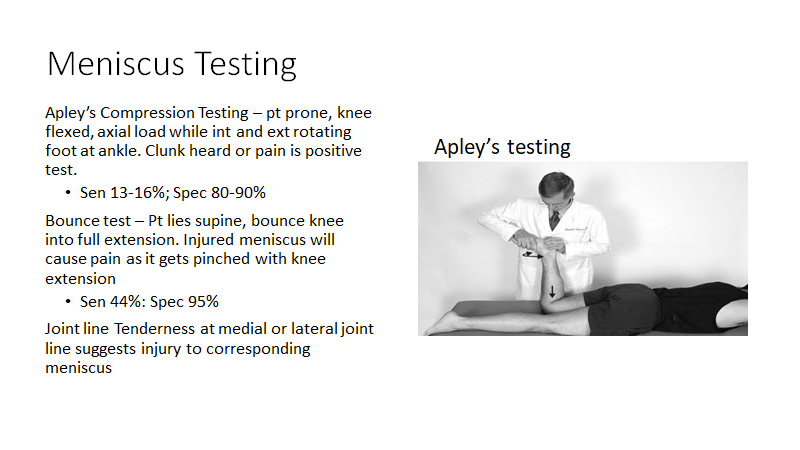 Meniscus Testing
Apley’s Compression Testing – pt prone, knee
flexed, axial load while int and ext rotating
foot at ankle. Clunk heard or pain is positive
test.
• Sen 13-16%; Spec 80-90%
Bounce test – Pt lies supine, bounce knee
into full extension. Injured meniscus will
cause pain as it gets pinched with knee
extension
• Sen 44%: Spec 95%
Joint line Tenderness at medial or lateral joint
line suggests injury to corresponding
meniscus
Apley’s testing